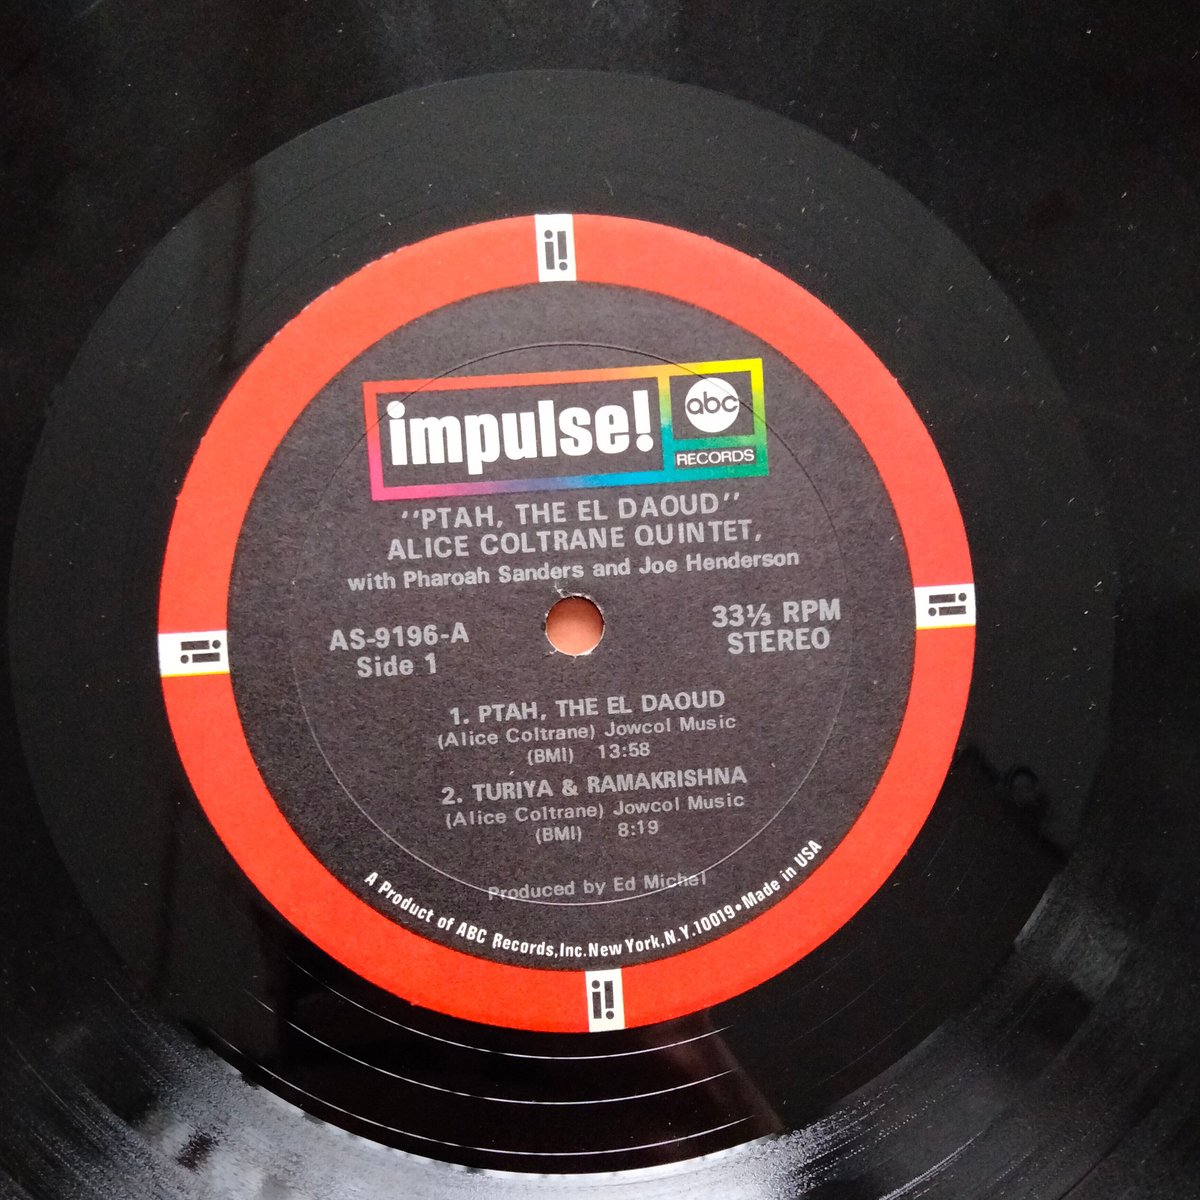 i!
impulse! abc
RECORDS
''PTAH, THE EL DAOUD''
ALICE COLTRANE QUINTET,
with Pharoah Sanders and Joe Henderson
AS-9196-A 33⅓ RPM
Side 1 STEREO
i!
i!
1. PTAH, THE EL DAOUD
(Alice Coltrane) Jowcol Music
(BMI) 13:58
2. TURIYA & RAMAKRISHNA
(Alice Coltrane) Jowcol Music
(BMI) 8:19
Produced by Ed Michel
A Product of ABC Records,Inc.New York,N.Y.10019•Made in USA
i!